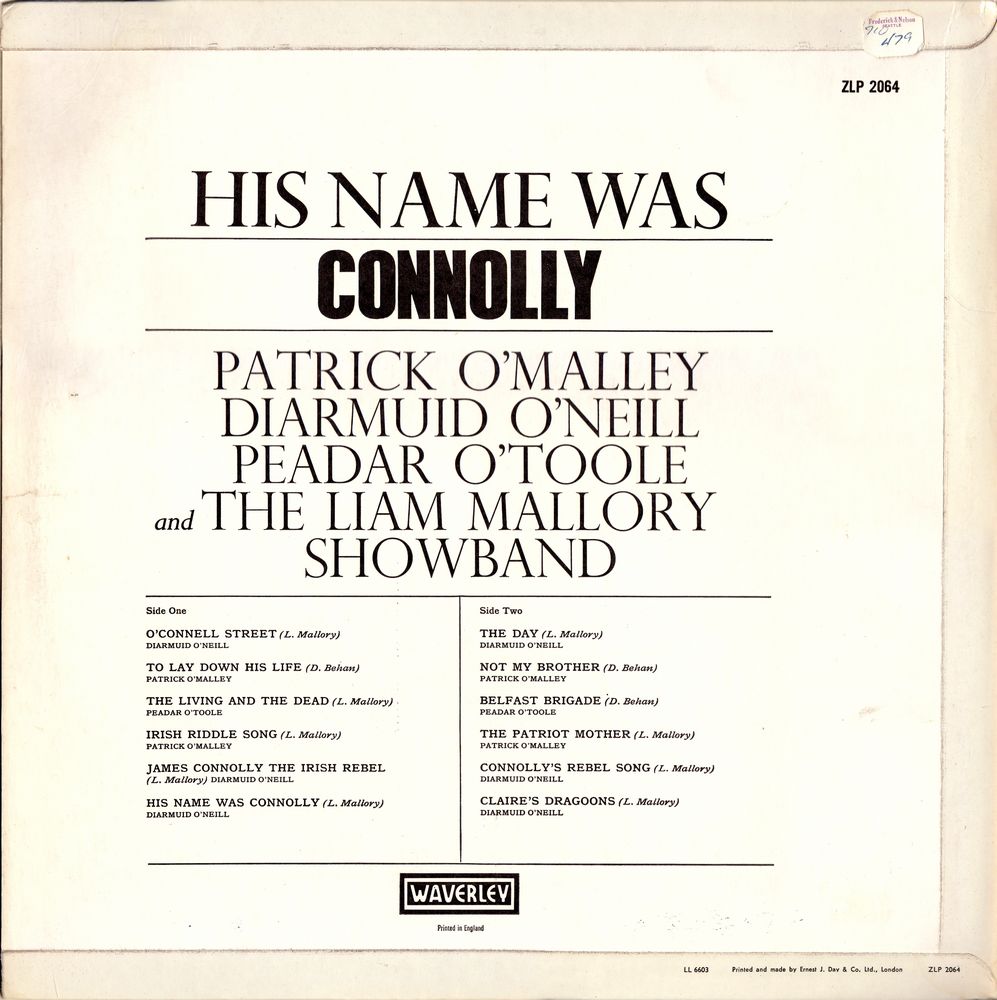 Frederick & Nelson
SEATTLE
910
479
ZLP 2064
HIS NAME WAS
CONNOLLY
PATRICK O'MALLEY
DIARMUID O'NEILL
PEADAR O'TOOLE
and THE LIAM MALLORY
SHOWBAND
Side One
O'CONNELL STREET (L. Mallory)
DIARMUID O'NEILL
TO LAY DOWN HIS LIFE (D. Behan)
PATRICK O'MALLEY
THE LIVING AND THE DEAD (L. Mallory)
PEADAR O'TOOLE
IRISH RIDDLE SONG (L. Mallory)
PATRICK O'MALLEY
JAMES CONNOLLY THE IRISH REBEL
(L. Mallory) DIARMUID O'NEILL
HIS NAME WAS CONNOLLY (L. Mallory)
DIARMUID O'NEILL
Side Two
THE DAY (L. Mallory)
DIARMUID O'NEILL
NOT MY BROTHER (D. Behan)
PATRICK O'MALLEY
BELFAST BRIGADE (D. Behan)
PEADAR O'TOOLE
THE PATRIOT MOTHER (L. Mallory)
PATRICK O'MALLEY
CONNOLLY'S REBEL SONG (L. Mallory)
DIARMUID O'NEILL
CLAIRE'S DRAGOONS (L. Mallory)
DIARMUID O'NEILL
WAVERLEY
Printed in England
LL 6603 Printed and made by Ernest J. Day & Co. Ltd., London ZLP 2064